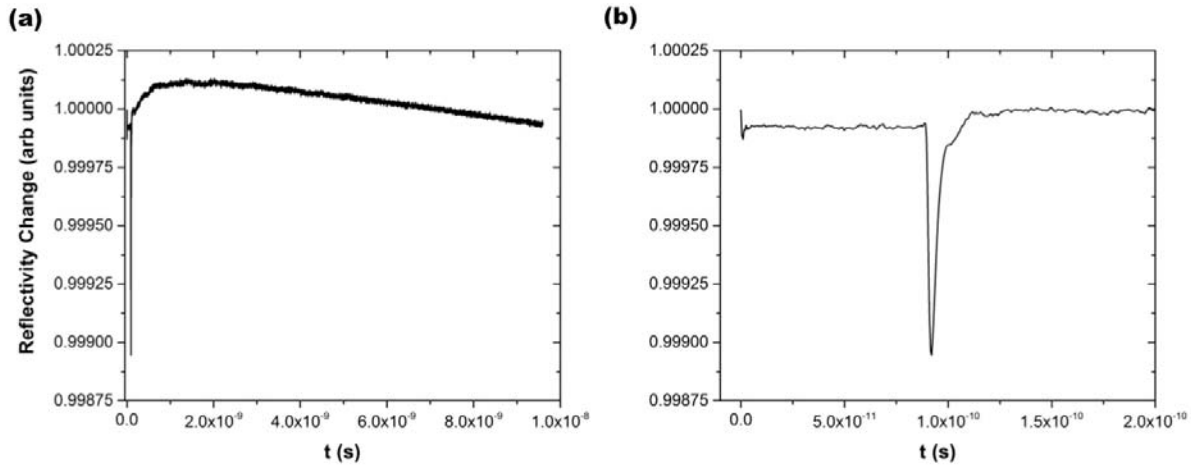 (a)
(b)
Reflectivity Change (arb units)
1.00025
1.00000
0.99975
0.99950
0.99925
0.99900
0.99875
0.0
2.0x10⁻⁹
4.0x10⁻⁹
6.0x10⁻⁹
8.0x10⁻⁹
1.0x10⁻⁸
t (s)
1.00025
1.00000
0.99975
0.99950
0.99925
0.99900
0.99875
0.0
5.0x10⁻¹¹
1.0x10⁻¹⁰
1.5x10⁻¹⁰
2.0x10⁻¹⁰
t (s)